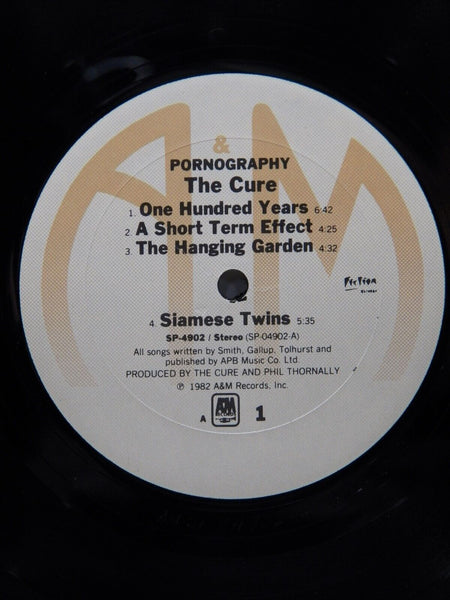 A&M
PORNOGRAPHY
The Cure
1. One Hundred Years 6:42
2. A Short Term Effect 4:25
3. The Hanging Garden 4:32
Fiction
4. Siamese Twins 5:35
SP-4902 / Stereo (SP-04902-A)
All songs written by Smith, Gallup, Tolhurst and
published by APB Music Co. Ltd.
PRODUCED BY THE CURE AND PHIL THORNALLY
℗ 1982 A&M Records, Inc.
A&M
RECORDS
A 1